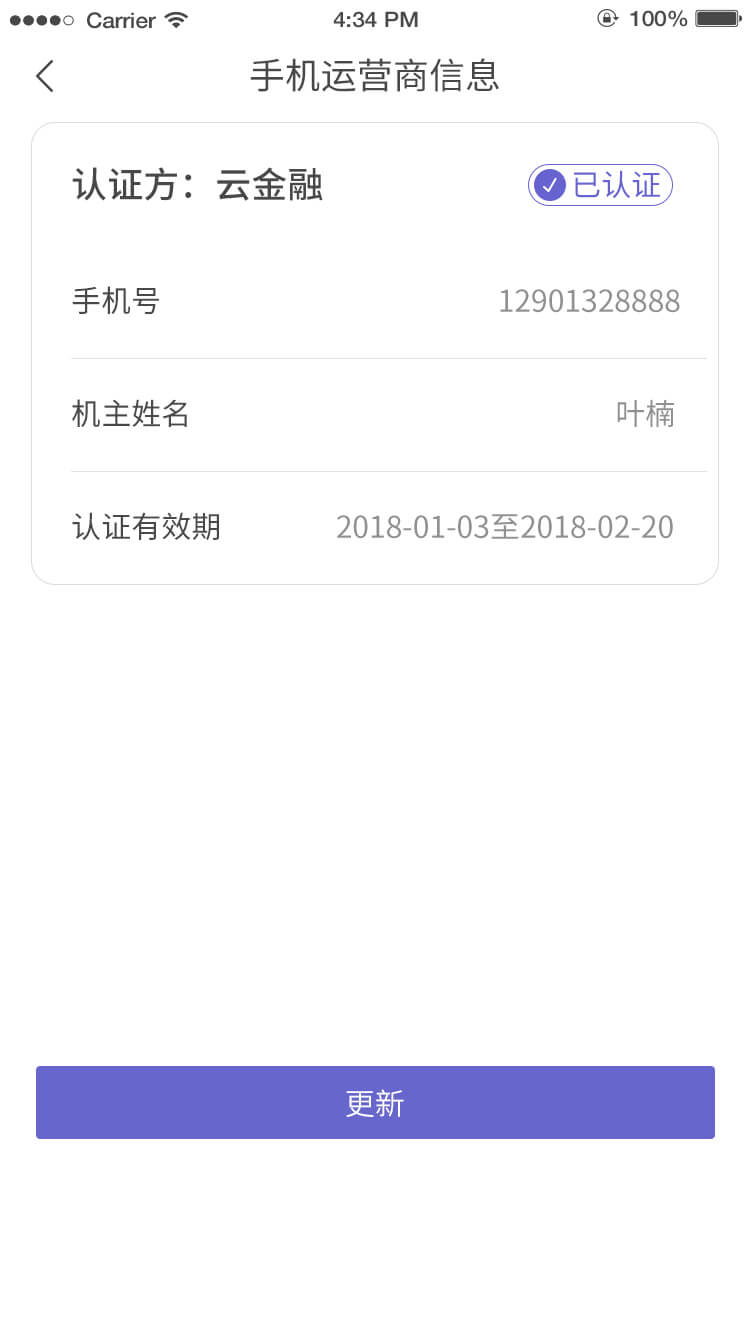 Carrier 4:34 PM 100%
手机运营商信息
认证方：云金融 已认证
手机号 12901328888
机主姓名 叶楠
认证有效期 2018-01-03至2018-02-20
更新